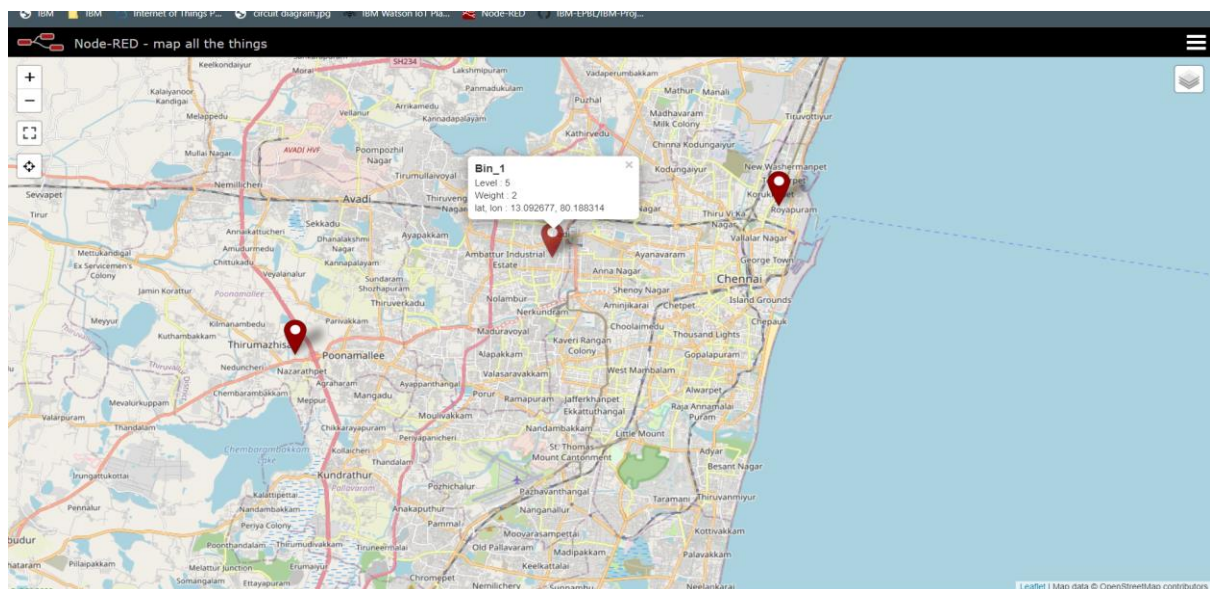 IBM IBM Internet of Things P... circuit diagram.jpg IBM Watson IoT Pla... Node-RED IBM-EPBL/IBM-Proj...
Node-RED - map all the things
Keelkondaiyur
Morai
SH234
Lakshmipuram
Vadaperumbakkam
Kalaiyanoor
Kandigai
Pammadukulam
Mathur
Manali
Puzhal
Melappedu
Vellanur
Arrikamedu
Kannadapalayam
Madhavaram
Milk Colony
Tiruvottiyur
Kathirvedu
Chinna Kodungaiyur
Mullai Nagar
AVADI HVF
Poompozhil
Nagar
Bin_1
Level : 5
Weight : 2
lat, lon : 13.092677, 80.188314
Kodungaiyur
New Washermanpet
Tirumullaivoyal
Nemilicheri
Sevvapet
Avadi
Royapuram
Tirur
Thiru Vi Ka
Nagar
Sekkadu
Annaikattucheri
Dhanalakshmi
Nagar
Ayapakkam
Vallalar Nagar
Mettukandigai
Ex Servicemen's
Colony
Amudurmedu
Chittukadu
Kannapalayam
Ambattur Industrial
Estate
Ayanavaram
George Town
Veyalanallur
Sundaram
Shozhapuram
Anna Nagar
Chennai
Jamin Korattur
Poonamallee
Thiruverkadu
Nolambur
Shenoy Nagar
Nerkundram
Aminjikarai
Chetpet
Island Grounds
Meyyur
Kilmanambedu
Parivakkam
Chepauk
Kuthambakkam
Thirumazhisai
Maduravoyal
Choolaimedu
Thousand Lights
Kaveri Rangan
Colony
Poonamallee
Alapakkam
Gopalapuram
Neduncheri
Nazarathpet
Valasaravakkam
West Mambalam
Agraharam
Ayappanthangal
Chembarambakkam
Meppur
Mangadu
Porur
Ramapuram
Jafferkhanpet
Alwarpet
Mevalurkuppam
Ekkattuthangal
Raja Annamalai
Puram
Valarpuram
Thandalam
Moulivakkam
Chikkarayapuram
Nandambakkam
Little Mount
Periyapanicheri
Chembarambakkam
Lake
Kollaicheri
St. Thomas
Mount Cantonment
Adyar
Thandalam
Besant Nagar
Irungattukottai
Kundrathur
Pallavaram
Pozhichalur
Pazhavanthangal
Kalattipettai
Taramani
Thiruvanmiyur
Pennalur
Nandambakkam
Anakaputhur
Nanganallur
Periya Colony
Pammal
Kottivakkam
Moovarasampettai
Poonthandalam
Thirumudivakkam
Tiruneermalai
Old Pallavaram
Madipakkam
Palavakkam
Pillaipakkam
Melattur Junction
Erumaiyur
Keelkattalai
Somangalam
Ettayapuram
Chromepet
Nemilichery
Neelankarai
Leaflet | Map data © OpenStreetMap contributors